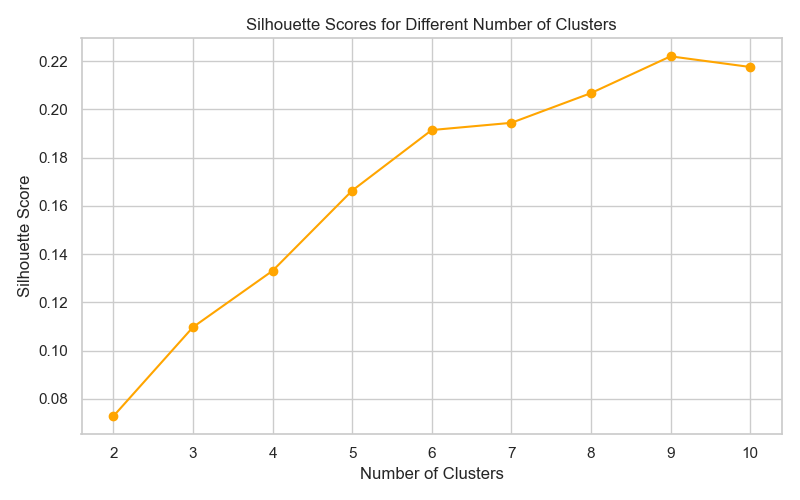 Silhouette Scores for Different Number of Clusters
Silhouette Score
0.22
0.20
0.18
0.16
0.14
0.12
0.10
0.08
2 3 4 5 6 7 8 9 10
Number of Clusters